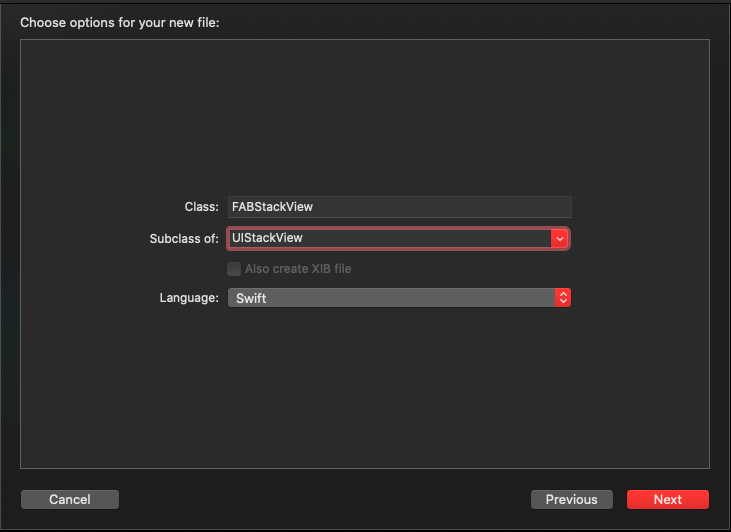 Choose options for your new file:
Class: FABStackView
Subclass of: UIStackView
Also create XIB file
Language: Swift
Cancel Previous Next